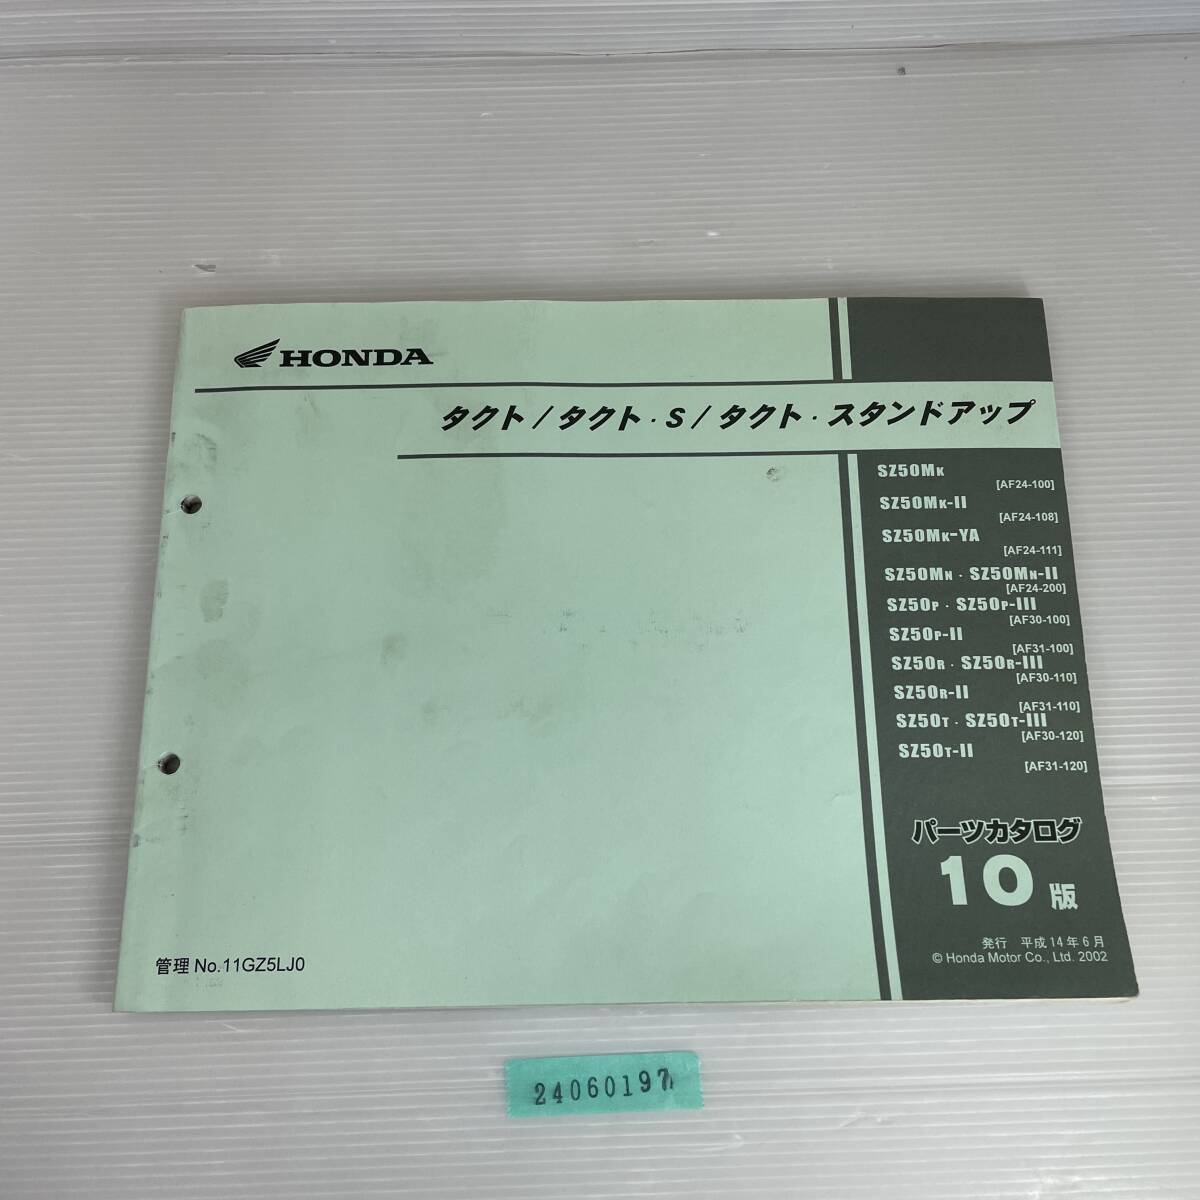 HONDA
タクト / タクト・S / タクト・スタンドアップ
SZ50MK
[AF24-100]
SZ50MK-II
[AF24-108]
SZ50MK-YA
[AF24-111]
SZ50MN・SZ50MN-II
[AF24-200]
SZ50P・SZ50P-III
[AF30-100]
SZ50P-II
[AF31-100]
SZ50R・SZ50R-III
[AF30-110]
SZ50R-II
[AF31-110]
SZ50T・SZ50T-III
[AF30-120]
SZ50T-II
[AF31-120]
パーツカタログ
10版
発行 平成14年6月
© Honda Motor Co., Ltd. 2002
管理 No.11GZ5LJ0
24060197